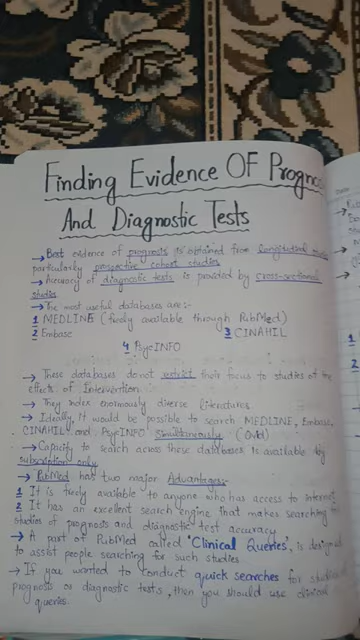 Finding Evidence OF Progno
And Diagnostic Tests
→ Best evidence of prognosis is obtained from longitudinal
particularly prospective cohort studies
→ Accuracy of diagnostic tests is provided by cross-sectional
studies
→ The most useful databases are:-
1 MEDLINE (freely available through PubMed)
2 Embase 3 CINAHIL
4 PsycINFO
→ These databases do not restrict their focus to studies of the
effects of Intervention.
→ They index enormously diverse literatures.
→ Ideally, It would be possible to search MEDLINE, Embase,
CINAHIL and PsycINFO Simultaneously (Ovid)
→ Capacity to search across these databases is available by
subscription only
→ PubMed has two major Advantages:-
1 It is freely available to anyone who has access to internet
2 It has an excellent search engine that makes searching for
studies of prognosis and diagnostic test accuracy.
→ A part of PubMed called "Clinical Queries", is design
to assist people searching for such studies
→ If you wanted to conduct quick searches for studies
prognosis or diagnostic tests, then you should use clinical
queries.